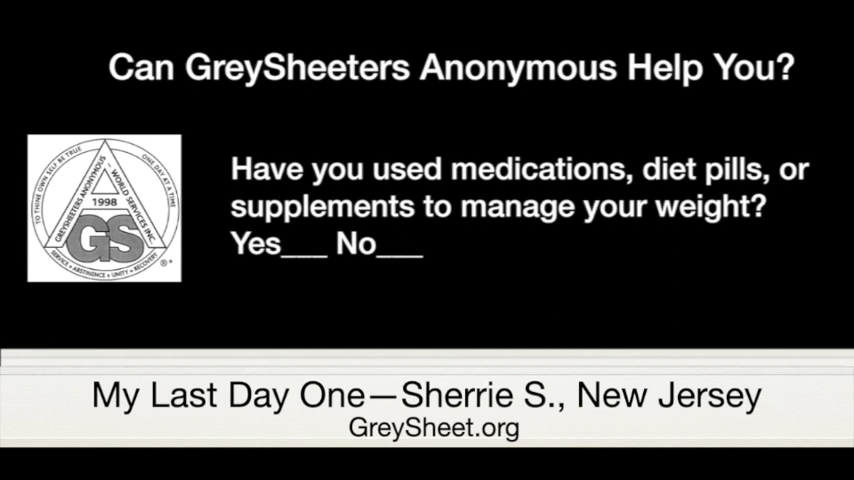 Can GreySheeters Anonymous Help You?
TO THINE OWN SELF BE TRUE
ONE DAY AT A TIME
GREYSHEETERS ANONYMOUS
WORLD SERVICES INC.
1998
GS
SERVICE • ABSTINENCE • UNITY • RECOVERY
®
Have you used medications, diet pills, or
supplements to manage your weight?
Yes___ No___
My Last Day One—Sherrie S., New Jersey
GreySheet.org